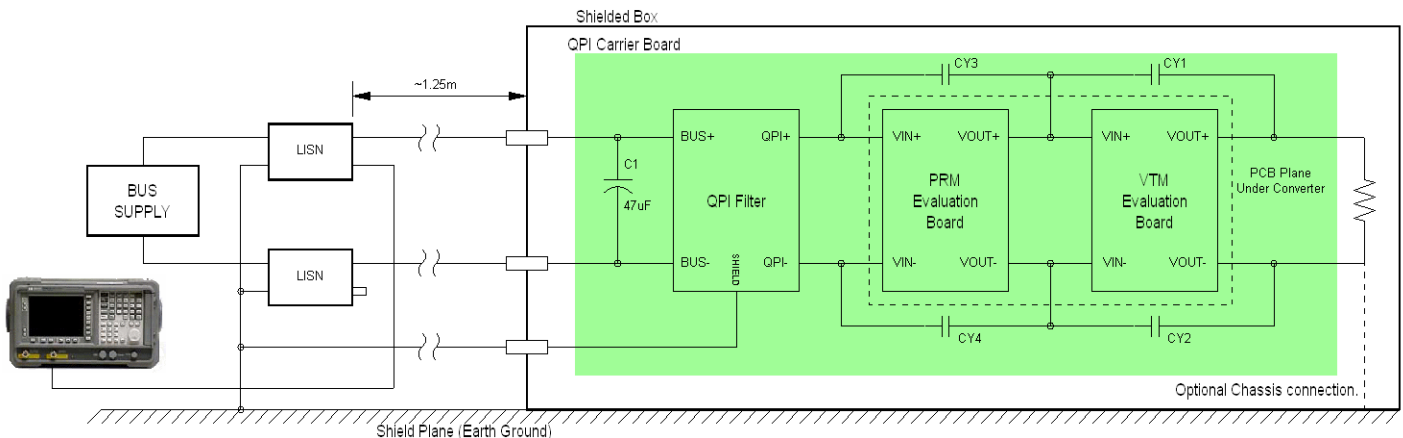 Shielded Box
QPI Carrier Board
~1.25m
CY3
CY1
LISN
BUS+
QPI+
VIN+
VOUT+
VIN+
VOUT+
C1
47uF
BUS
SUPPLY
QPI Filter
PRM
Evaluation
Board
VTM
Evaluation
Board
PCB Plane
Under Converter
LISN
BUS-
SHIELD
QPI-
VIN-
VOUT-
VIN-
VOUT-
CY4
CY2
Optional Chassis connection.
Shield Plane (Earth Ground)